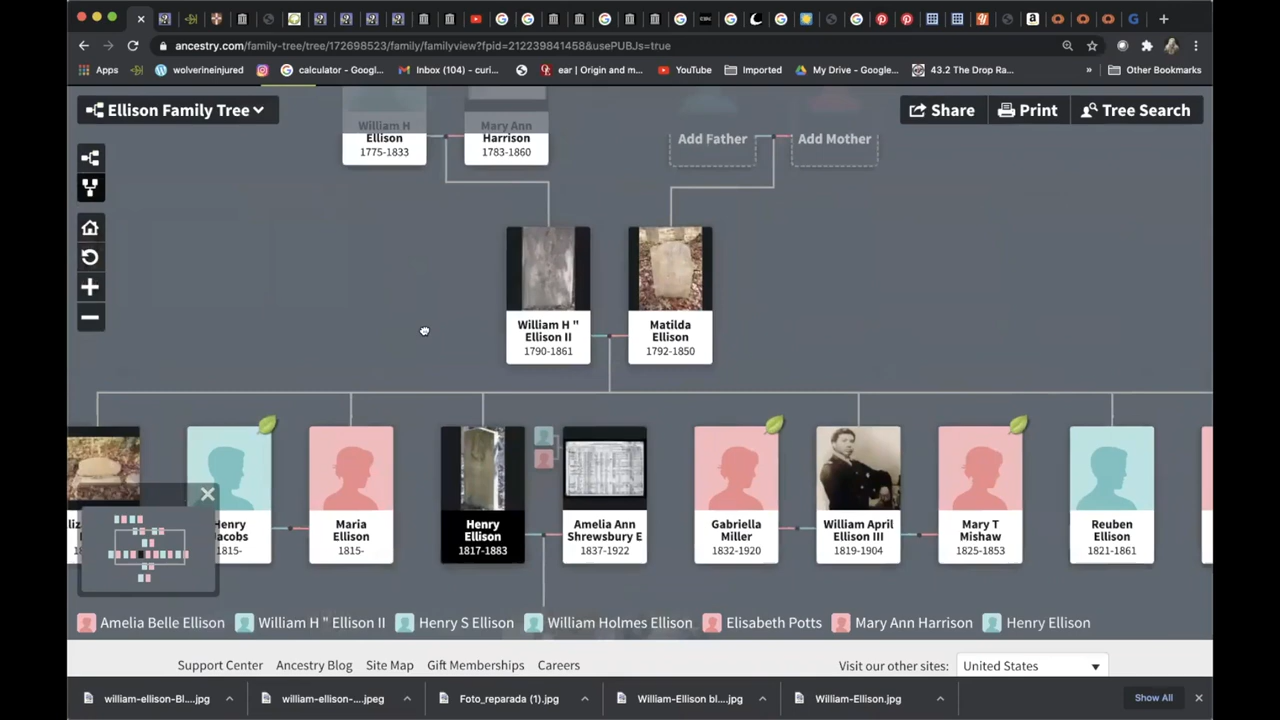 ancestry.com/family-tree/tree/172698523/family/familyview?fpid=212239841458&usePUBJs=true
Apps
wolverineinjured
calculator - Googl...
Inbox (104) - curi...
ear | Origin and m...
YouTube
Imported
My Drive - Google...
43.2 The Drop Ra...
»
Other Bookmarks
Ellison Family Tree
Share
Print
Tree Search
William H
Ellison
1775-1833
Mary Ann
Harrison
1783-1860
Add Father
Add Mother
William H "
Ellison II
1790-1861
Matilda
Ellison
1792-1850
Henry
Jacobs
1815-
Maria
Ellison
1815-
Henry
Ellison
1817-1883
Amelia Ann
Shrewsbury E
1837-1922
Gabriella
Miller
1832-1920
William April
Ellison III
1819-1904
Mary T
Mishaw
1825-1853
Reuben
Ellison
1821-1861
Amelia Belle Ellison
William H " Ellison II
Henry S Ellison
William Holmes Ellison
Elisabeth Potts
Mary Ann Harrison
Henry Ellison
Support Center
Ancestry Blog
Site Map
Gift Memberships
Careers
Visit our other sites:
United States
william-ellison-Bl....jpg
william-ellison-....jpeg
Foto_reparada (1).jpg
William-Ellison bl....jpg
William-Ellison.jpg
Show All